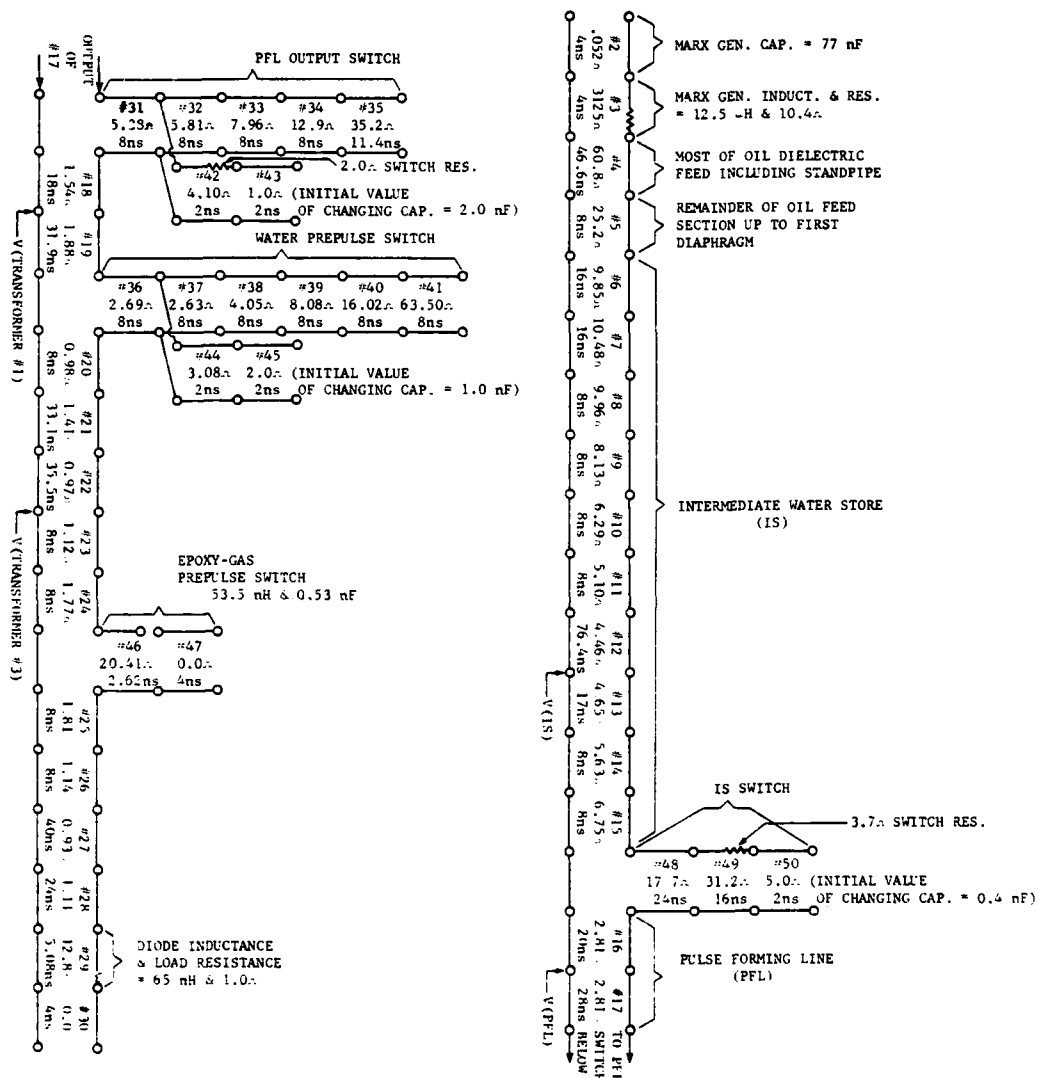 OUTPUT
OF
#17
PFL OUTPUT SWITCH
#31 #32 #33 #34 #35
5.81Ω 7.96Ω 12.9Ω 35.2Ω
8ns 8ns 8ns 8ns 11.4ns
#42 #43
2.0Ω SWITCH RES.
4.10Ω 1.0Ω (INITIAL VALUE
2ns 2ns OF CHANGING CAP. = 2.0 nF)
WATER PREPULSE SWITCH
#36 #37 #38 #39 #40 #41
2.69Ω 2.63Ω 4.05Ω 8.08Ω 16.02Ω 63.50Ω
8ns 8ns 8ns 8ns 8ns 8ns
#44 #45
3.08Ω 2.0Ω (INITIAL VALUE
2ns 2ns OF CHANGING CAP. = 1.0 nF)
EPOXY-GAS
PREPULSE SWITCH
53.5 nH & 0.53 nF
#46 #47
20.41Ω 0.0Ω
2.62ns 4ns
#18
1.54Ω
18ns
#19
1.88Ω
31.9ns
V(TRANSFORMER #1)
#20
0.98Ω
8ns
#21
1.41Ω
33.1ns
#22
0.97Ω
35.5ns
V(TRANSFORMER #3)
#23
1.12Ω
8ns
#24
1.77Ω
8ns
#25
1.81
8ns
#26
1.14
8ns
#27
0.93
40ns
#28
1.11
24ns
#29
12.8
5.08ns
#30
0.0
4ns
DIODE INDUCTANCE
& LOAD RESISTANCE
= 65 nH & 1.0Ω
#2
.052Ω
4ns
MARX GEN. CAP. = 77 nF
#3
3125Ω
4ns
MARX GEN. INDUCT. & RES.
= 12.5 & 10.4Ω
#4
60.8Ω
46.6ns
MOST OF OIL DIELECTRIC
FEED INCLUDING STANDPIPE
#5
25.2Ω
8ns
REMAINDER OF OIL FEED
SECTION UP TO FIRST
DIAPHRAGM
#6
9.85Ω
16ns
#7
10.48Ω
16ns
#8
9.96Ω
8ns
#9
8.13Ω
8ns
#10
6.29Ω
8ns
#11
5.10Ω
8ns
#12
4.46Ω
76.4ns
INTERMEDIATE WATER STORE
(IS)
V(IS)
#13
4.65
17ns
#14
5.63Ω
8ns
#15
6.75Ω
8ns
IS SWITCH
3.7Ω SWITCH RES.
#48 #49 #50
17.7Ω 31.2Ω 5.0Ω (INITIAL VALUE
24ns 16ns 2ns OF CHANGING CAP. = 0.4 nF)
#16
2.81
20ns
PULSE FORMING LINE
(PFL)
V(PFL)
#17
2.81
28ns
TO PFL
SWITCH
BELOW